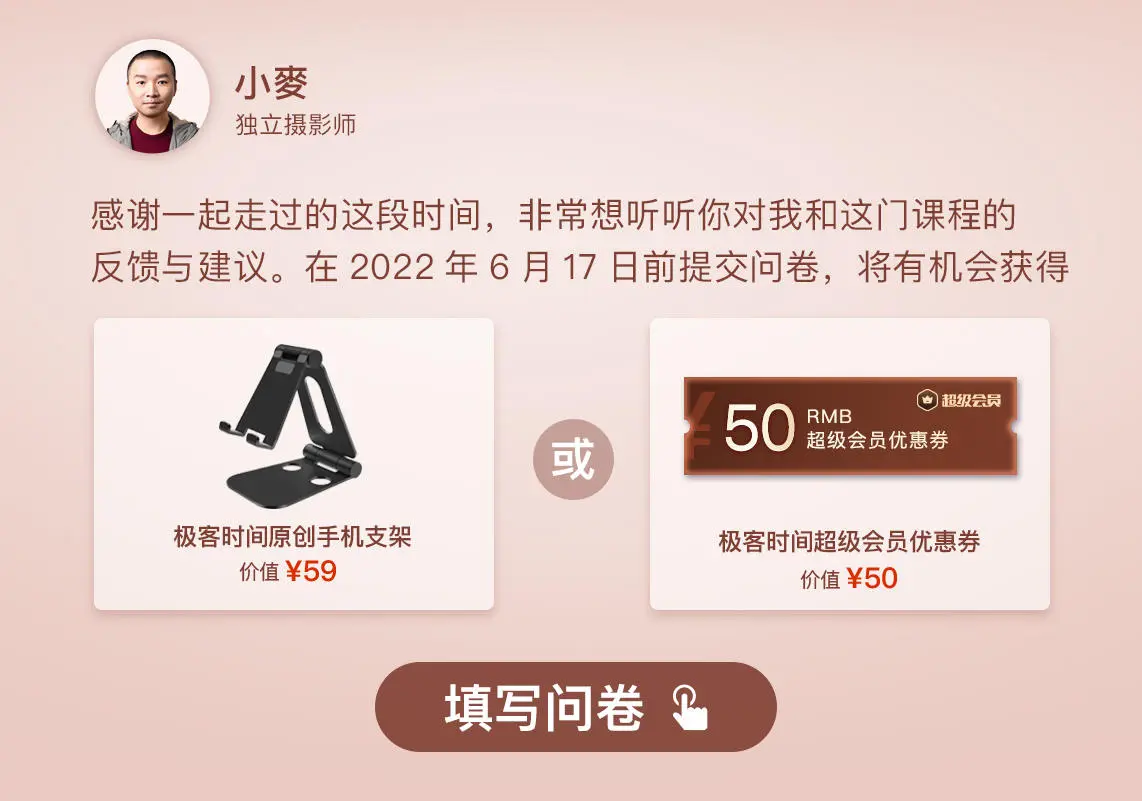 小麥
独立摄影师
感谢一起走过的这段时间，非常想听听你对我和这门课程的
反馈与建议。在 2022 年 6 月 17 日前提交问卷，将有机会获得
极客时间原创手机支架
价值 ¥59
或
¥50 RMB
超级会员优惠券
超级会员
极客时间超级会员优惠券
价值 ¥50
填写问卷